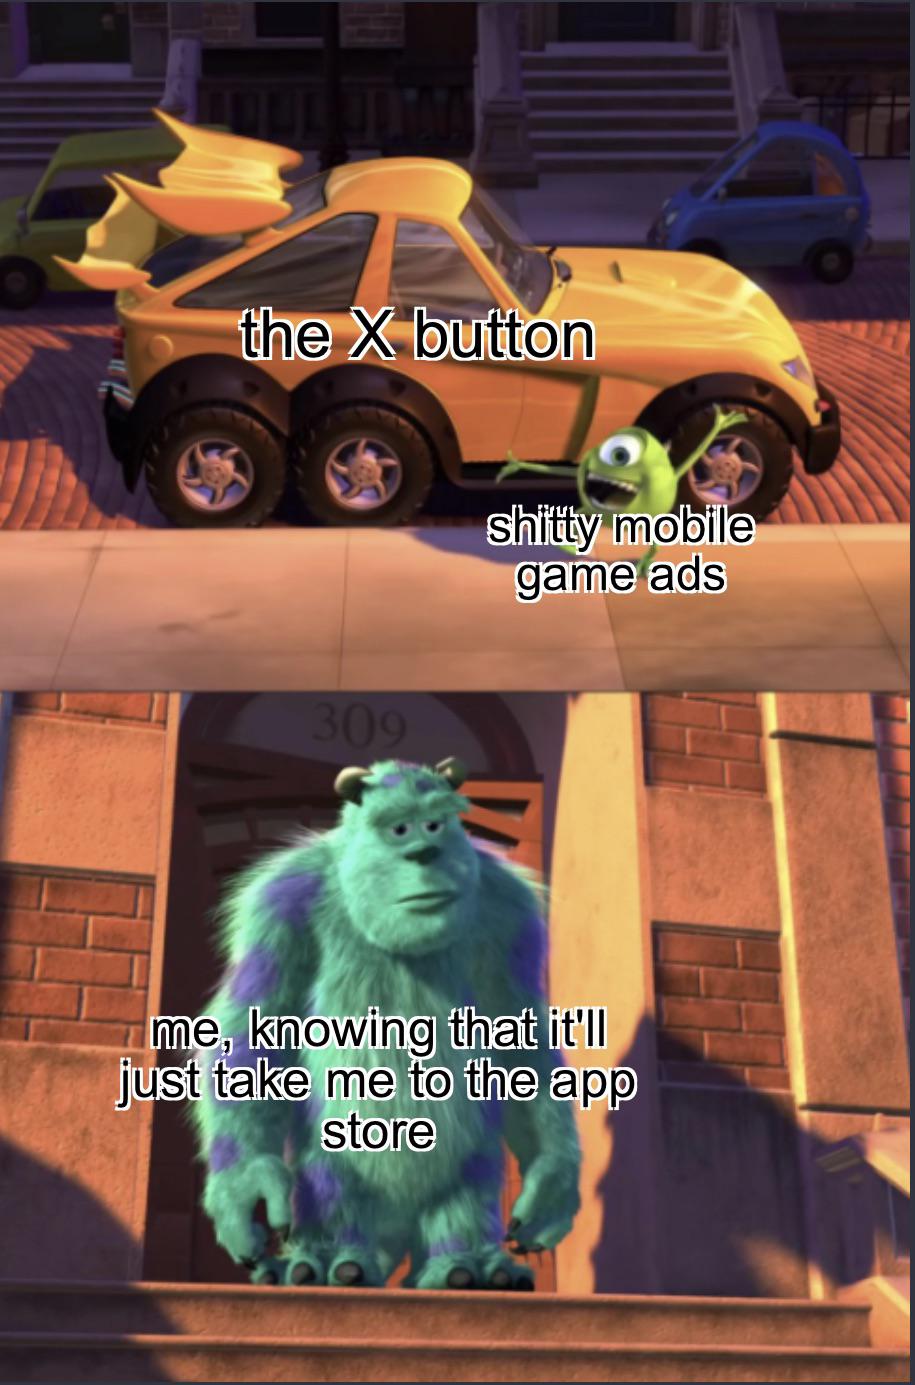 the X button
shitty mobile
game ads
309
me, knowing that it'll
just take me to the app
store